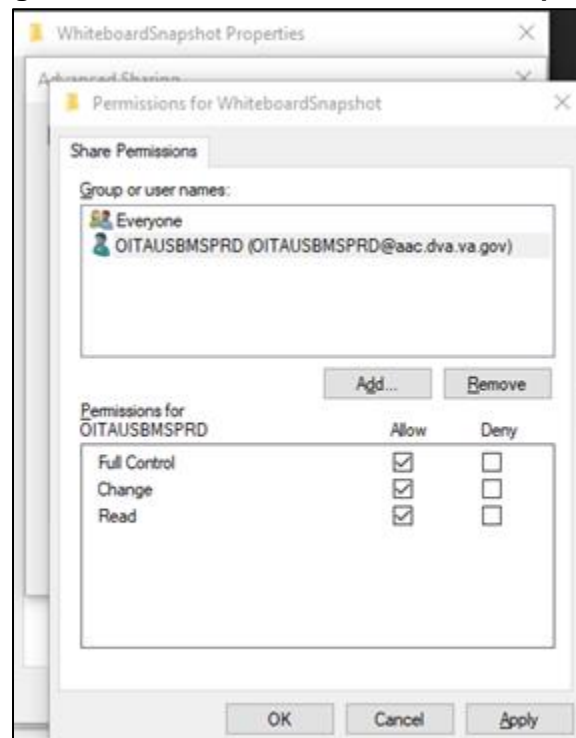 WhiteboardSnapshot Properties
Advanced Sharing
Permissions for WhiteboardSnapshot
Share Permissions
Group or user names:
Everyone
OITAUSBMSPRD (OITAUSBMSPRD@aac.dva.va.gov)
Add... Remove
Permissions for
OITAUSBMSPRD Allow Deny
Full Control
Change
Read
OK Cancel Apply